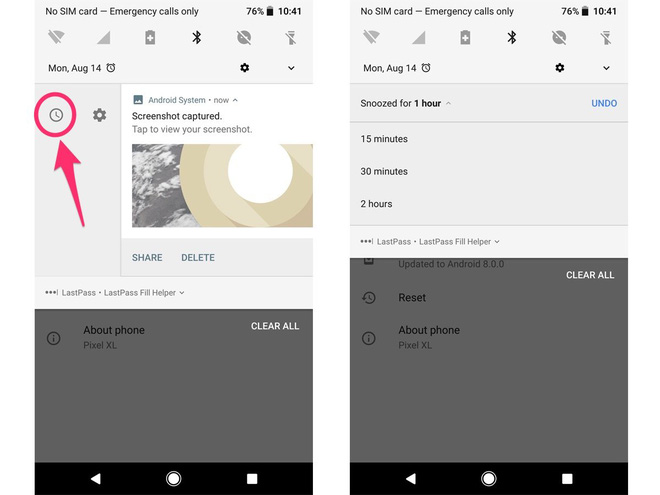 No SIM card — Emergency calls only 76% 10:41
Mon, Aug 14
Android System • now
Screenshot captured.
Tap to view your screenshot.
SHARE DELETE
LastPass • LastPass Fill Helper
CLEAR ALL
About phone
Pixel XL
No SIM card — Emergency calls only 76% 10:41
Mon, Aug 14
Snoozed for 1 hour UNDO
15 minutes
30 minutes
2 hours
LastPass • LastPass Fill Helper
Updated to Android 8.0.0
CLEAR ALL
Reset
About phone
Pixel XL